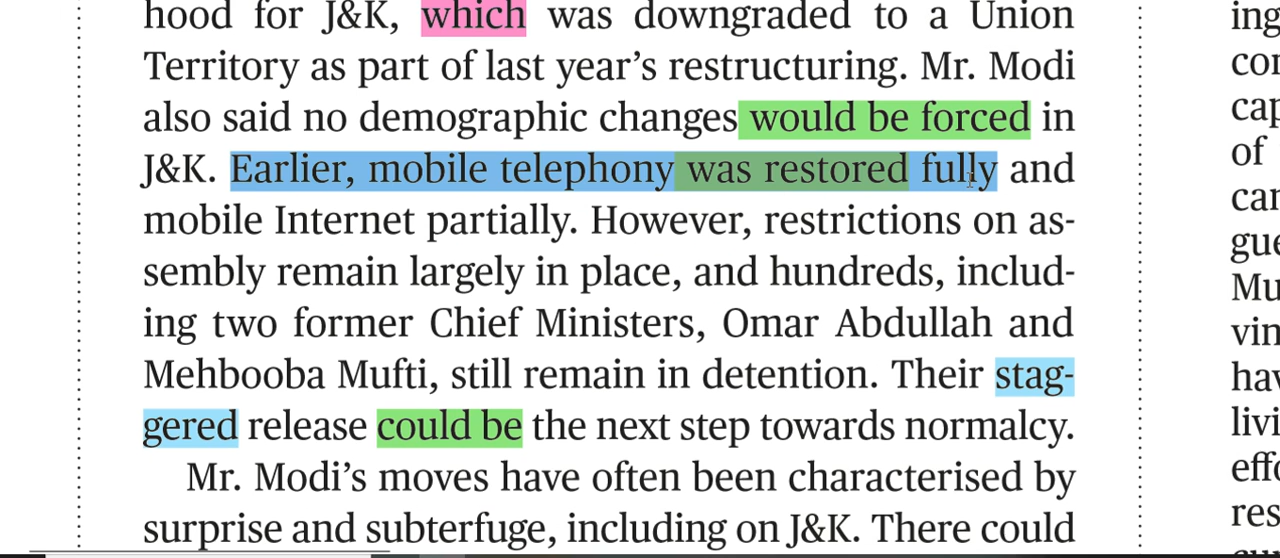 hood for J&K, which was downgraded to a Union
Territory as part of last year's restructuring. Mr. Modi
also said no demographic changes would be forced in
J&K. Earlier, mobile telephony was restored fully and
mobile Internet partially. However, restrictions on as-
sembly remain largely in place, and hundreds, includ-
ing two former Chief Ministers, Omar Abdullah and
Mehbooba Mufti, still remain in detention. Their stag-
gered release could be the next step towards normalcy.
Mr. Modi's moves have often been characterised by
surprise and subterfuge, including on J&K. There could
ing
of